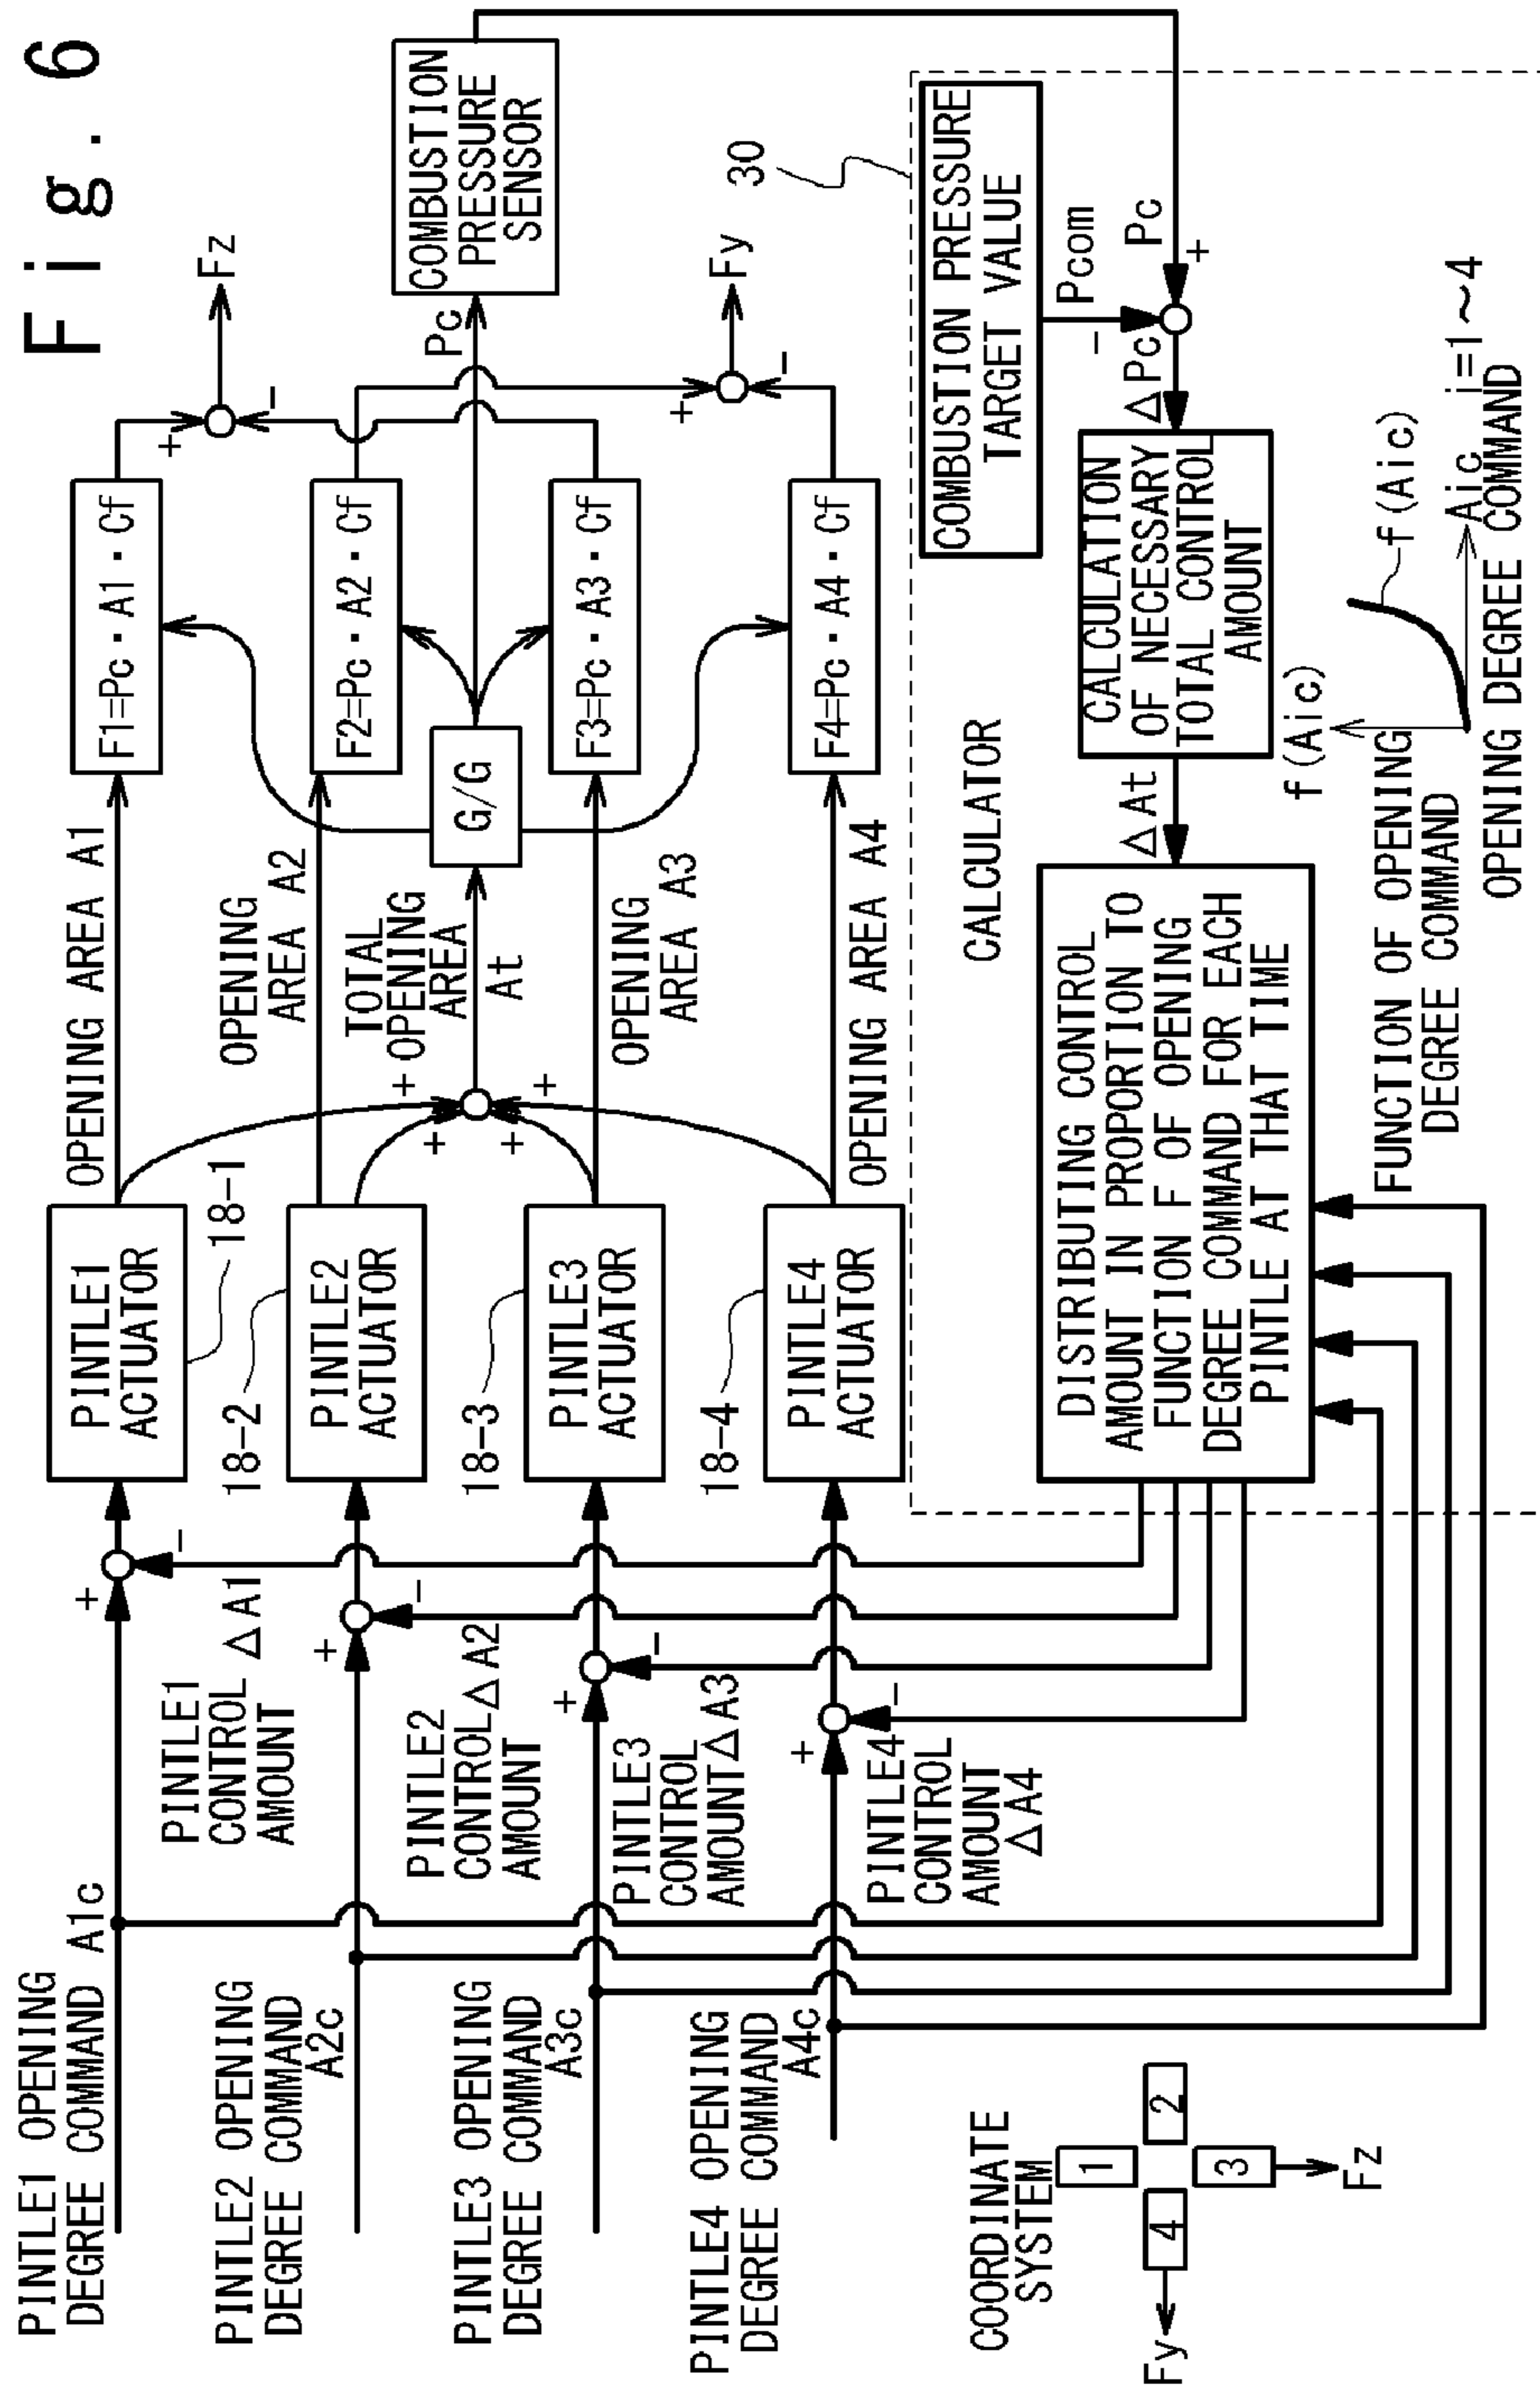 Fig. 6
PINTLE1 OPENING
DEGREE COMMAND A1c
PINTLE2 OPENING
DEGREE COMMAND
A2c
PINTLE3 OPENING
DEGREE COMMAND
A3c
PINTLE4 OPENING
DEGREE COMMAND
A4c
+
−
PINTLE1
CONTROL △A1
AMOUNT
+
−
PINTLE2
CONTROL △A2
AMOUNT
+
−
PINTLE3
CONTROL
AMOUNT △A3
+
−
PINTLE4
CONTROL
AMOUNT
△A4
PINTLE1
ACTUATOR
18-1
18-2
PINTLE2
ACTUATOR
18-3
PINTLE3
ACTUATOR
18-4
PINTLE4
ACTUATOR
OPENING AREA A1
OPENING
AREA A2
TOTAL
OPENING
AREA
At
+
+
+
+
OPENING
AREA A3
OPENING AREA A4
G/G
F1=Pc・A1・Cf
F2=Pc・A2・Cf
F3=Pc・A3・Cf
F4=Pc・A4・Cf
+
−
Fz
Pc
+
−
Fy
COMBUSTION
PRESSURE
SENSOR
30
COMBUSTION PRESSURE
TARGET VALUE
Pcom
−
Pc
+
△Pc
CALCULATION
OF NECESSARY
TOTAL CONTROL
AMOUNT
△At
CALCULATOR
DISTRIBUTING CONTROL
AMOUNT IN PROPORTION TO
FUNCTION F OF OPENING
DEGREE COMMAND FOR EACH
PINTLE AT THAT TIME
f(Aic)
f(Aic)
Aic i=1~4
FUNCTION OF OPENING
DEGREE COMMAND
OPENING DEGREE COMMAND
COORDINATE
SYSTEM
1
4
2
3
Fy
Fz